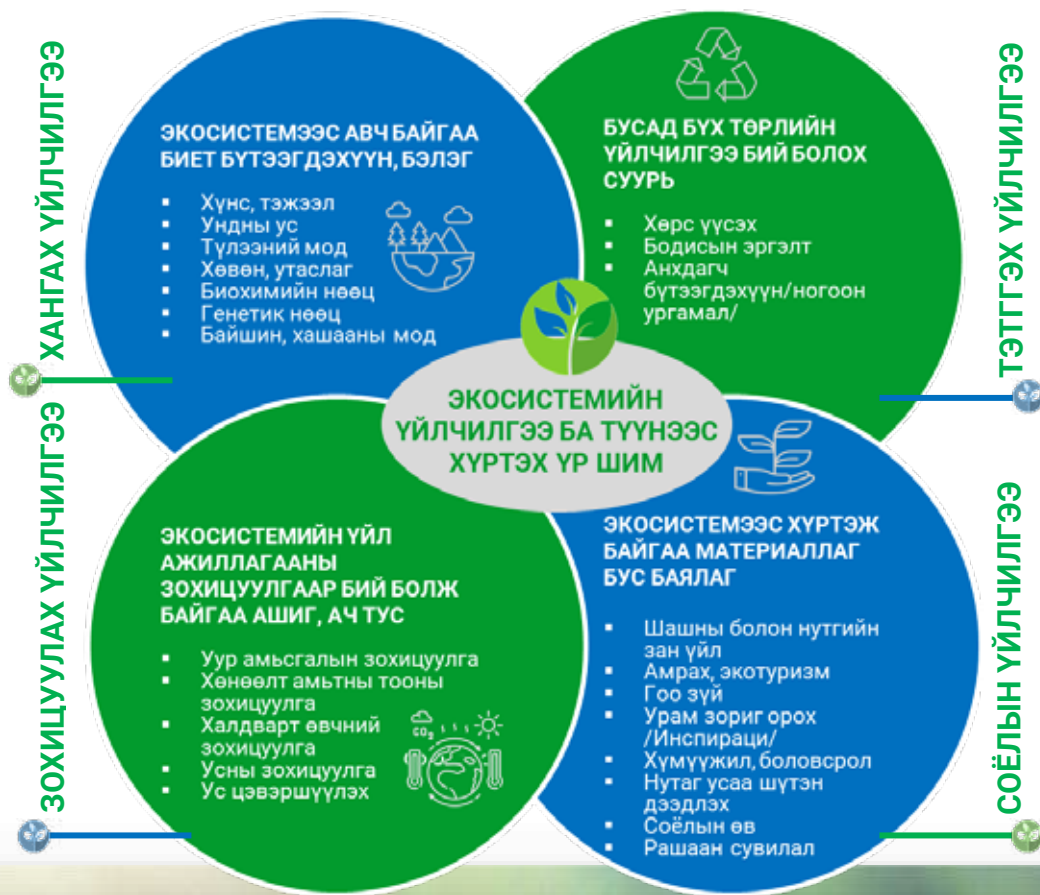 ХАНГАХ ҮЙЛЧИЛГЭЭ
ЭКОСИСТЕМЭЭС АВЧ БАЙГАА
БИЕТ БҮТЭЭГДЭХҮҮН, БЭЛЭГ
▪ Хүнс, тэжээл
▪ Ундны ус
▪ Түлээний мод
▪ Хөвөн, утаслаг
▪ Биохимийн нөөц
▪ Генетик нөөц
▪ Байшин, хашааны мод
ТЭТГГЭХ ҮЙЛЧИЛГЭЭ
БУСАД БҮХ ТӨРЛИЙН
ҮЙЛЧИЛГЭЭ БИЙ БОЛОХ
СУУРЬ
▪ Хөрс үүсэх
▪ Бодисын эргэлт
▪ Анхдагч
бүтээгдэхүүн/ногоон
ургамал/
ЭКОСИСТЕМИЙН
ҮЙЛЧИЛГЭЭ БА ТҮҮНЭЭС
ХҮРТЭХ ҮР ШИМ
ЗОХИЦУУЛАХ ҮЙЛЧИЛГЭЭ
ЭКОСИСТЕМИЙН ҮЙЛ
АЖИЛЛАГААНЫ
ЗОХИЦУУЛГААР БИЙ БОЛЖ
БАЙГАА АШИГ, АЧ ТУС
▪ Уур амьсгалын зохицуулга
▪ Хөнөөлт амьтны тооны
зохицуулга
▪ Халдварт өвчний
зохицуулга
▪ Усны зохицуулга
▪ Ус цэвэршүүлэх
CO₂
СОЁЛЫН ҮЙЛЧИЛГЭЭ
ЭКОСИСТЕМЭЭС ХҮРТЭЖ
БАЙГАА МАТЕРИАЛЛАГ
БУС БАЯЛАГ
▪ Шашны болон нутгийн
зан үйл
▪ Амрах, экотуризм
▪ Гоо зүй
▪ Урам зориг орох
/Инспираци/
▪ Хүмүүжил, боловсрол
▪ Нутаг усаа шүтэн
дээдлэх
▪ Соёлын өв
▪ Рашаан сувилал